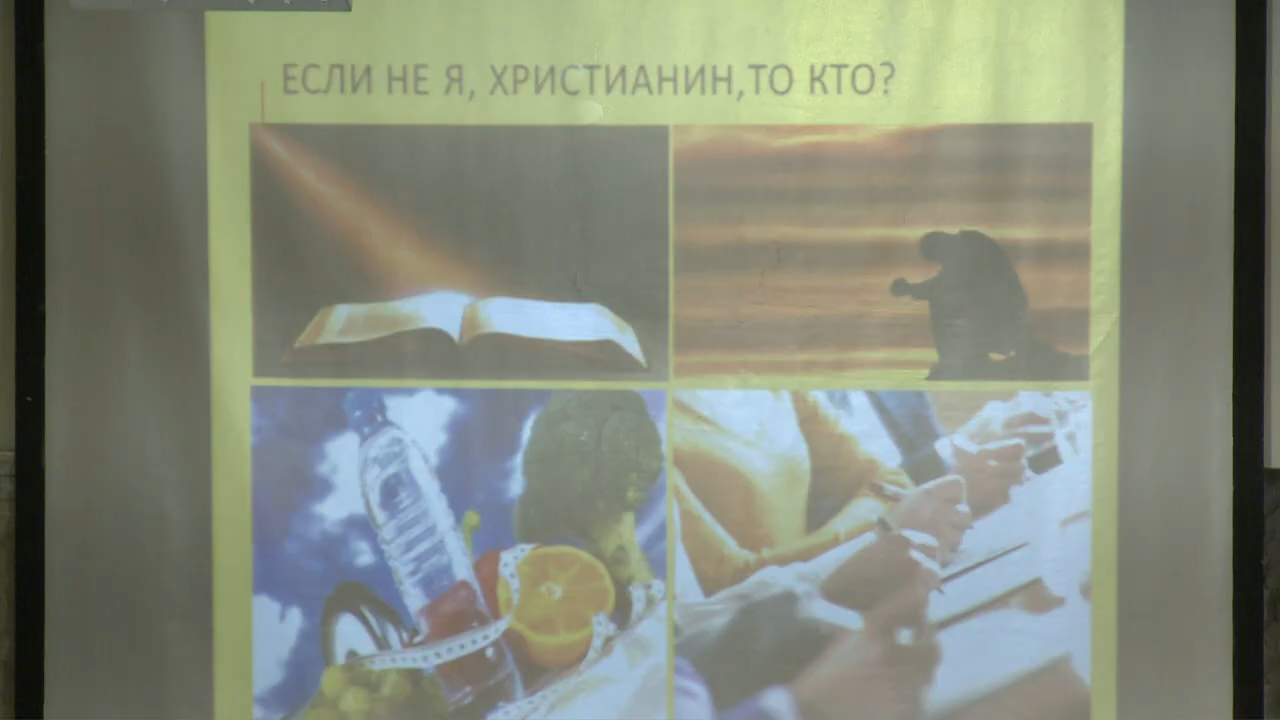 ЕСЛИ НЕ Я, ХРИСТИАНИН,ТО КТО?